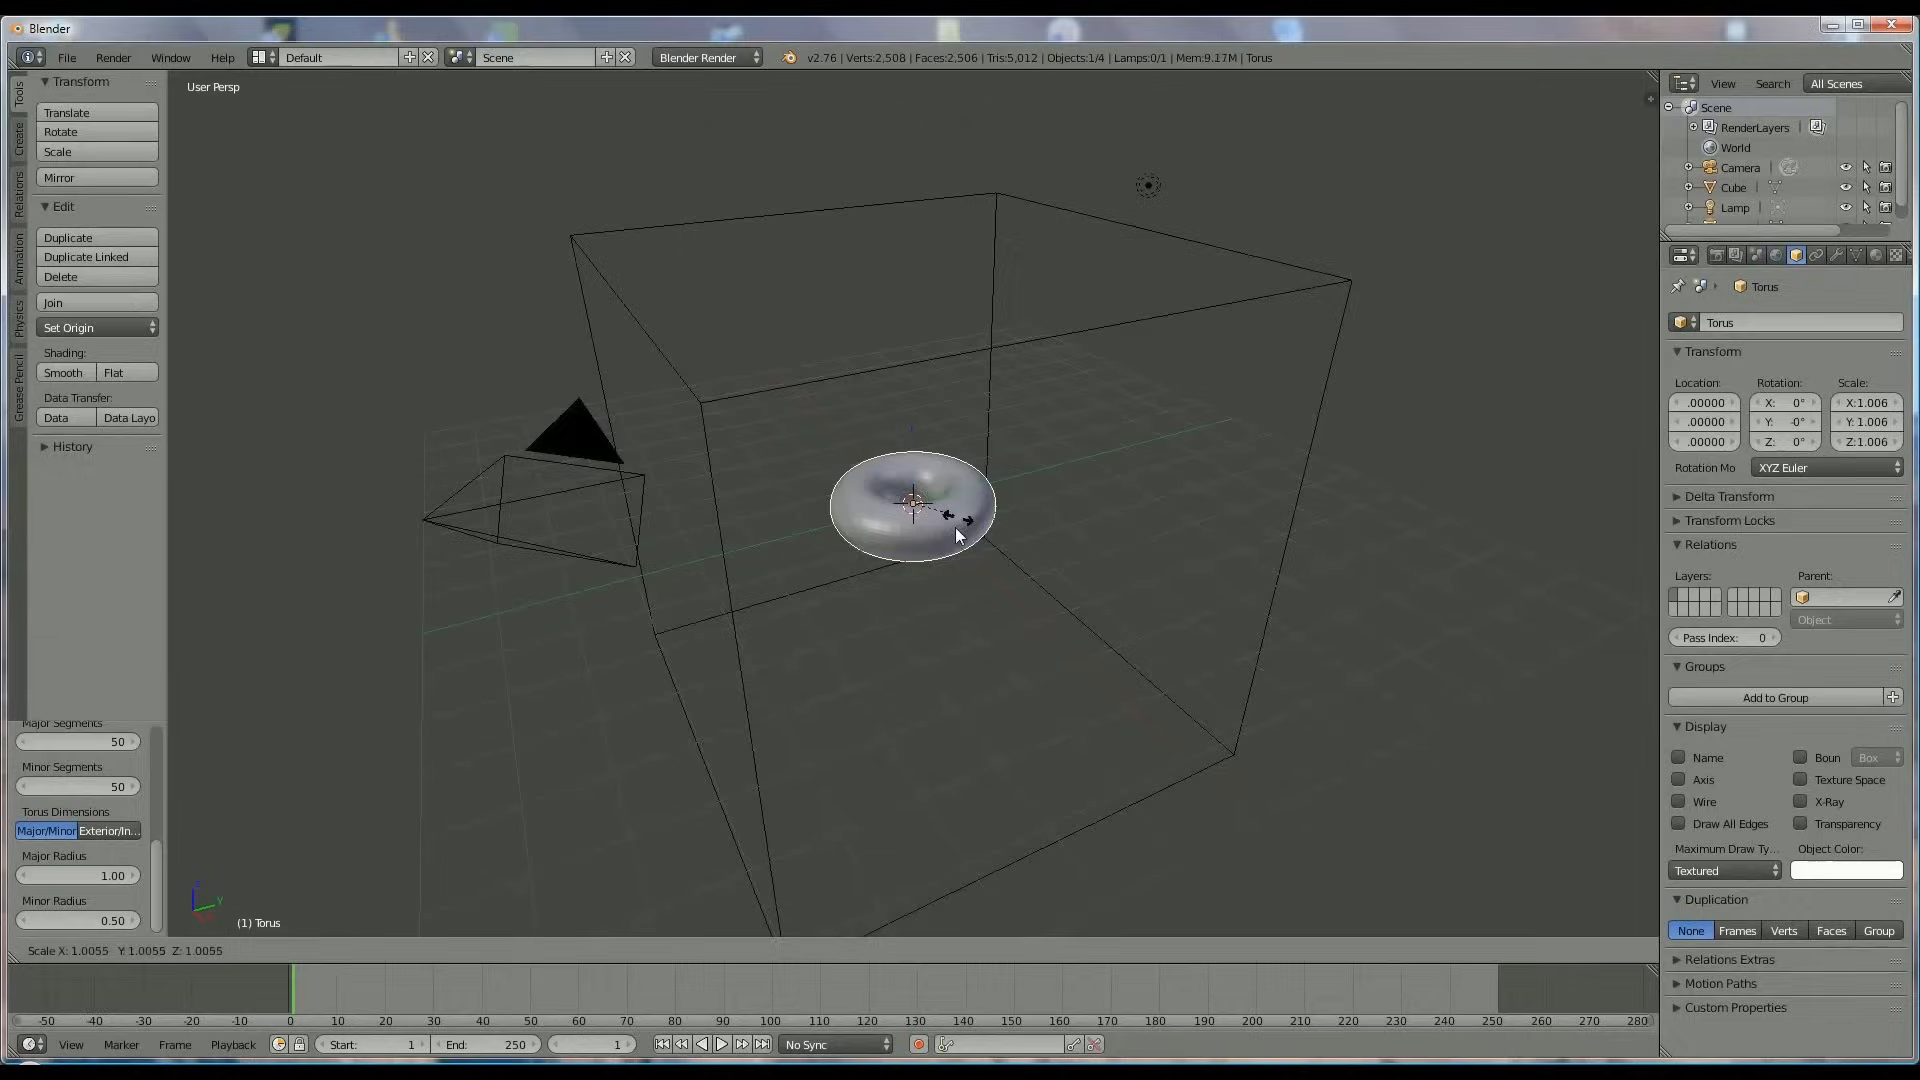 Blender
File Render Window Help Default Scene Blender Render v2.76 | Verts:2,508 | Faces:2,506 | Tris:5,012 | Objects:1/4 | Lamps:0/1 | Mem:9.17M | Torus
Tools
Create
Relations
Animation
Physics
Grease Pencil
Transform
Translate
Rotate
Scale
Mirror
Edit
Duplicate
Duplicate Linked
Delete
Join
Set Origin
Shading:
Smooth Flat
Data Transfer:
Data Data Layo
History
Major Segments
50
Minor Segments
50
Torus Dimensions
Major/Minor Exterior/In...
Major Radius
1.00
Minor Radius
0.50
User Persp
(1) Torus
Scale X: 1.0055 Y: 1.0055 Z: 1.0055
View Search All Scenes
Scene
RenderLayers
World
Camera
Cube
Lamp
Torus
Torus
Transform
Location: Rotation: Scale:
.00000 X: 0° X:1.006
.00000 Y: -0° Y: 1.006
.00000 Z: 0° Z:1.006
Rotation Mo XYZ Euler
Delta Transform
Transform Locks
Relations
Layers: Parent:
Object
Pass Index: 0
Groups
Add to Group
Display
Name Boun Box
Axis Texture Space
Wire X-Ray
Draw All Edges Transparency
Maximum Draw Ty... Object Color:
Textured
Duplication
None Frames Verts Faces Group
Relations Extras
Motion Paths
Custom Properties
-50 -40 -30 -20 -10 0 10 20 30 40 50 60 70 80 90 100 110 120 130 140 150 160 170 180 190 200 210 220 230 240 250 260 270 280
View Marker Frame Playback Start: 1 End: 250 1 No Sync